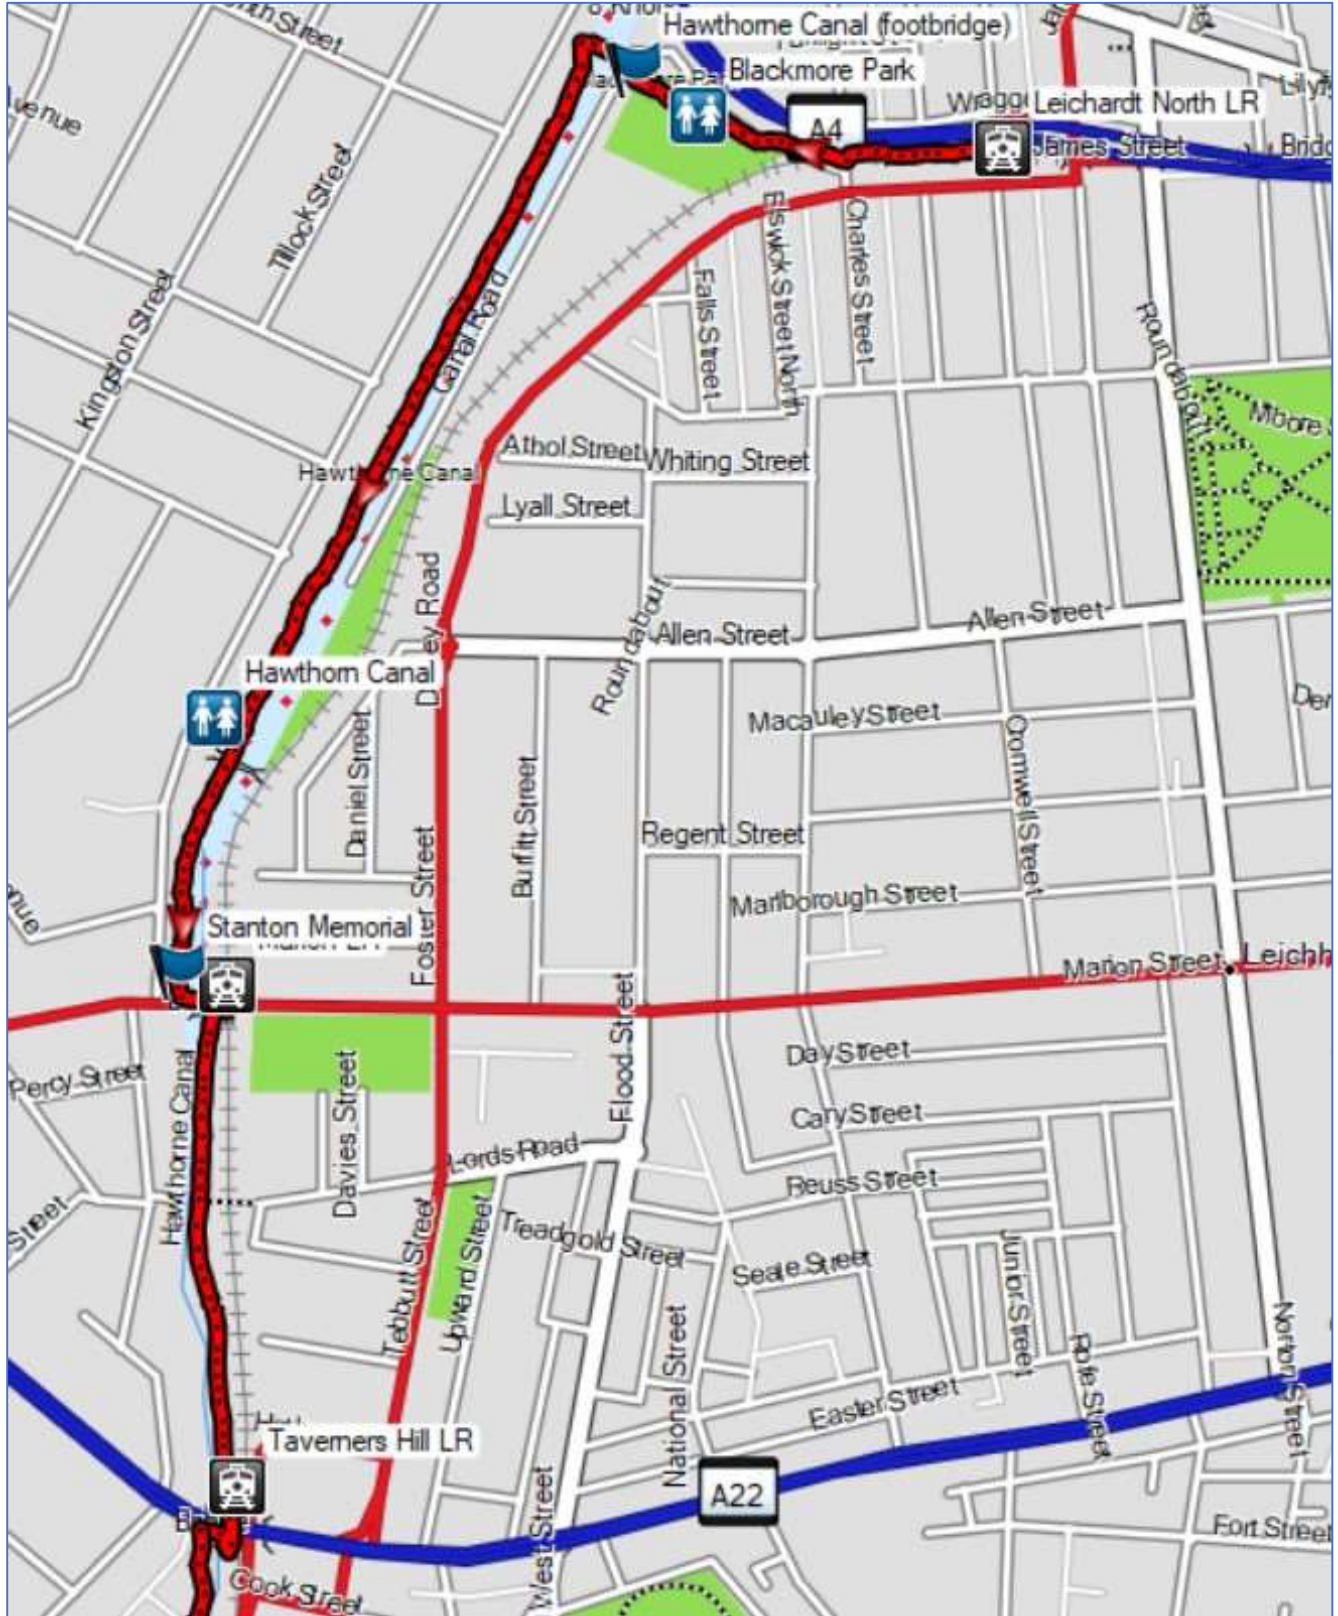 Hawthorne Canal (footbridge)
Street
Blackmore Park
Leichardt North LR
A4
James Street
Tillock Street
Elswick Street North
Charles Street
Falls Street
Canal Road
Kingston Street
Roundabout
Moore
Athol Street
Whiting Street
Hawthorne Canal
Lyall Street
Roundabout
Allen Street
Allen Street
Hawthorn Canal
Macauley Street
Cromwell Street
Daniel Street
Burfitt Street
Regent Street
Foster Street
Marlborough Street
Stanton Memorial
Marion Street
Flood Street
Day Street
Percy Street
Hawthorne Canal
Davies Street
Cary Street
Lords Road
Reuss Street
Street
Tebbutt Street
Upward Street
Treadgold Street
Seale Street
Junior Street
National Street
Rofe Street
Norton Street
Easter Street
Taverners Hill LR
A22
West Street
Fort Street
Cook Street